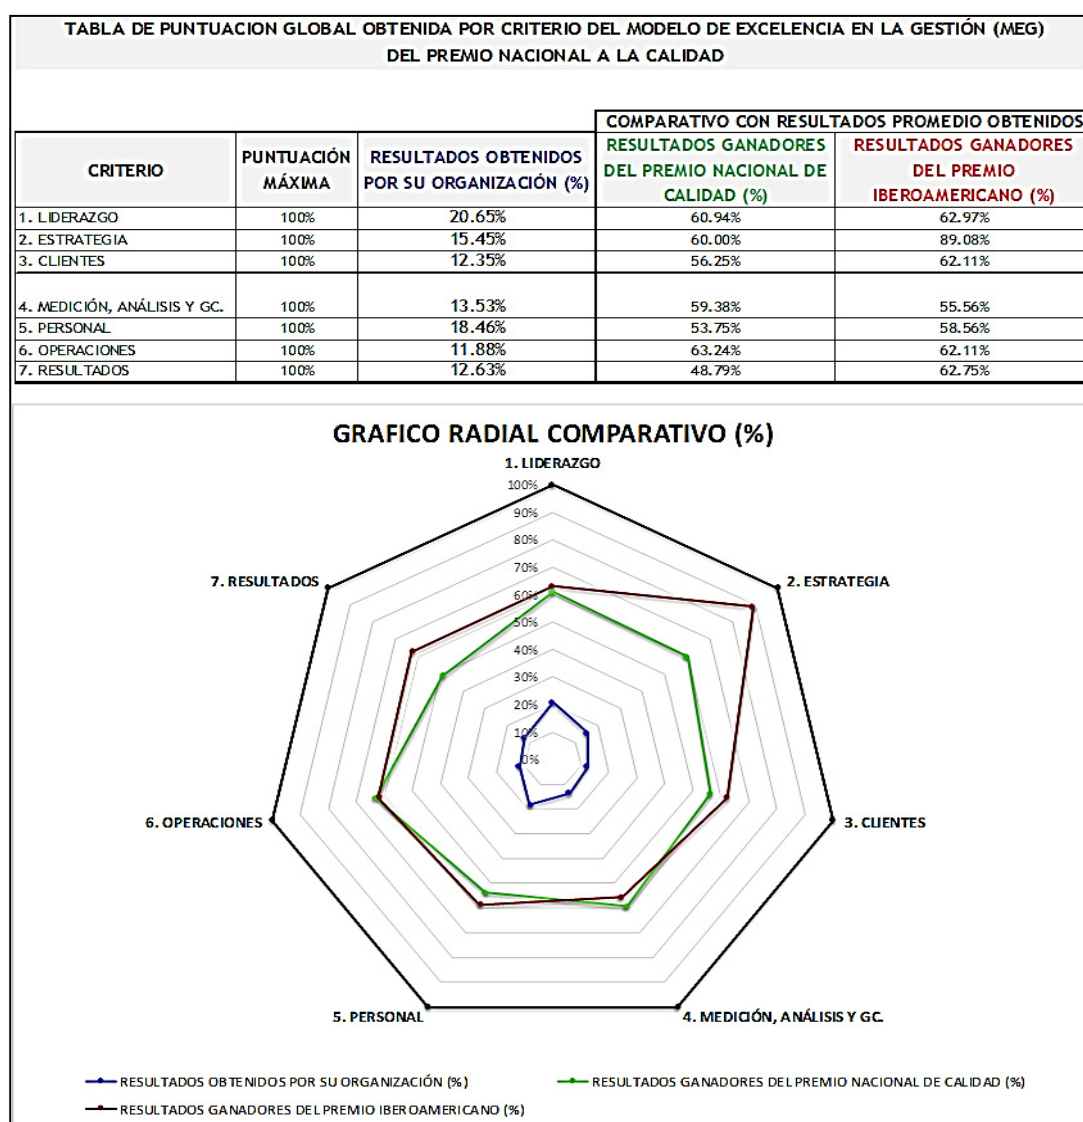 TABLA DE PUNTUACION GLOBAL OBTENIDA POR CRITERIO DEL MODELO DE EXCELENCIA EN LA GESTIÓN (MEG)
DEL PREMIO NACIONAL A LA CALIDAD
COMPARATIVO CON RESULTADOS PROMEDIO OBTENIDOS
CRITERIO
PUNTUACIÓN
MÁXIMA
RESULTADOS OBTENIDOS
POR SU ORGANIZACIÓN (%)
RESULTADOS GANADORES
DEL PREMIO NACIONAL DE
CALIDAD (%)
RESULTADOS GANADORES
DEL PREMIO
IBEROAMERICANO (%)
1. LIDERAZGO 100% 20.65% 60.94% 62.97%
2. ESTRATEGIA 100% 15.45% 60.00% 89.08%
3. CLIENTES 100% 12.35% 56.25% 62.11%
4. MEDICIÓN, ANÁLISIS Y GC. 100% 13.53% 59.38% 55.56%
5. PERSONAL 100% 18.46% 53.75% 58.56%
6. OPERACIONES 100% 11.88% 63.24% 62.11%
7. RESULTADOS 100% 12.63% 48.79% 62.75%
GRAFICO RADIAL COMPARATIVO (%)
1. LIDERAZGO
100%
90%
80%
70%
60%
50%
40%
30%
20%
10%
0%
2. ESTRATEGIA
3. CLIENTES
4. MEDICIÓN, ANÁLISIS Y GC.
5. PERSONAL
6. OPERACIONES
7. RESULTADOS
RESULTADOS OBTENIDOS POR SU ORGANIZACIÓN (%)
RESULTADOS GANADORES DEL PREMIO NACIONAL DE CALIDAD (%)
RESULTADOS GANADORES DEL PREMIO IBEROAMERICANO (%)